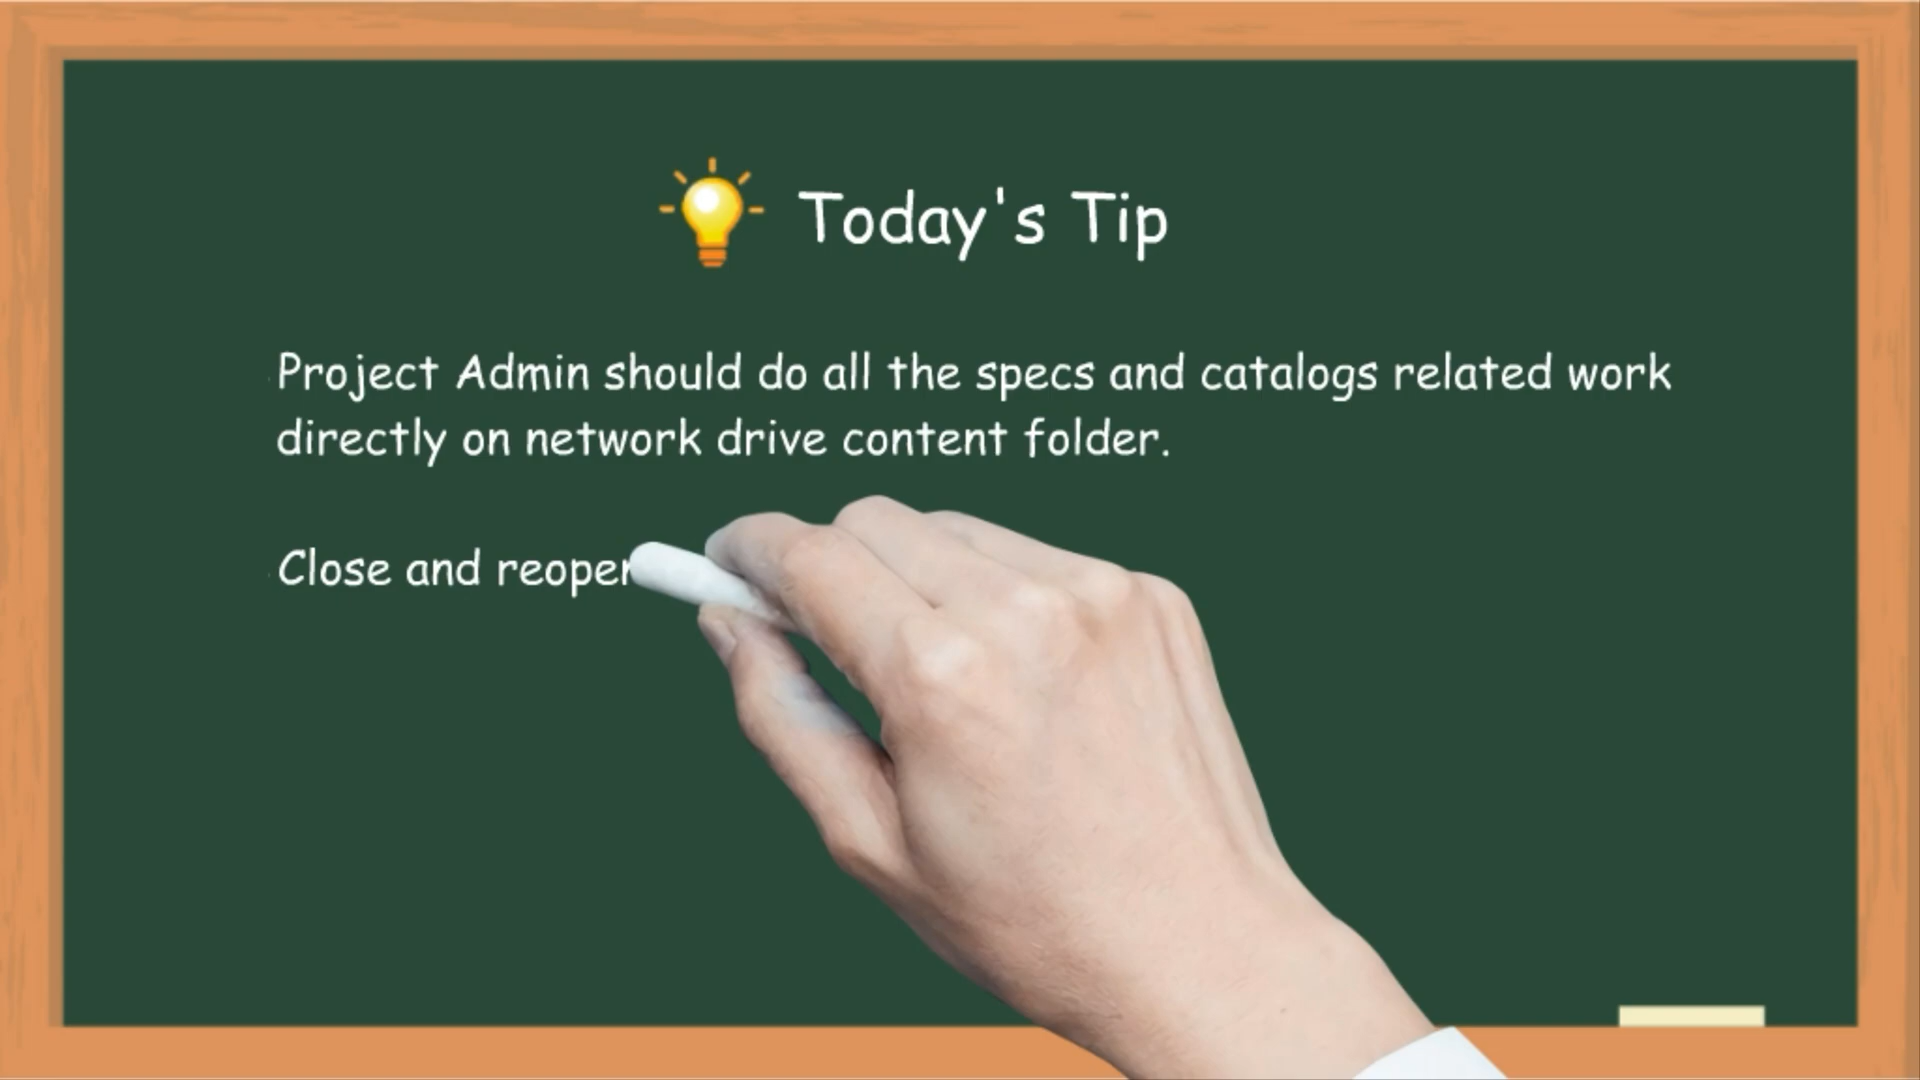 Today's Tip
Project Admin should do all the specs and catalogs related work
directly on network drive content folder.
Close and